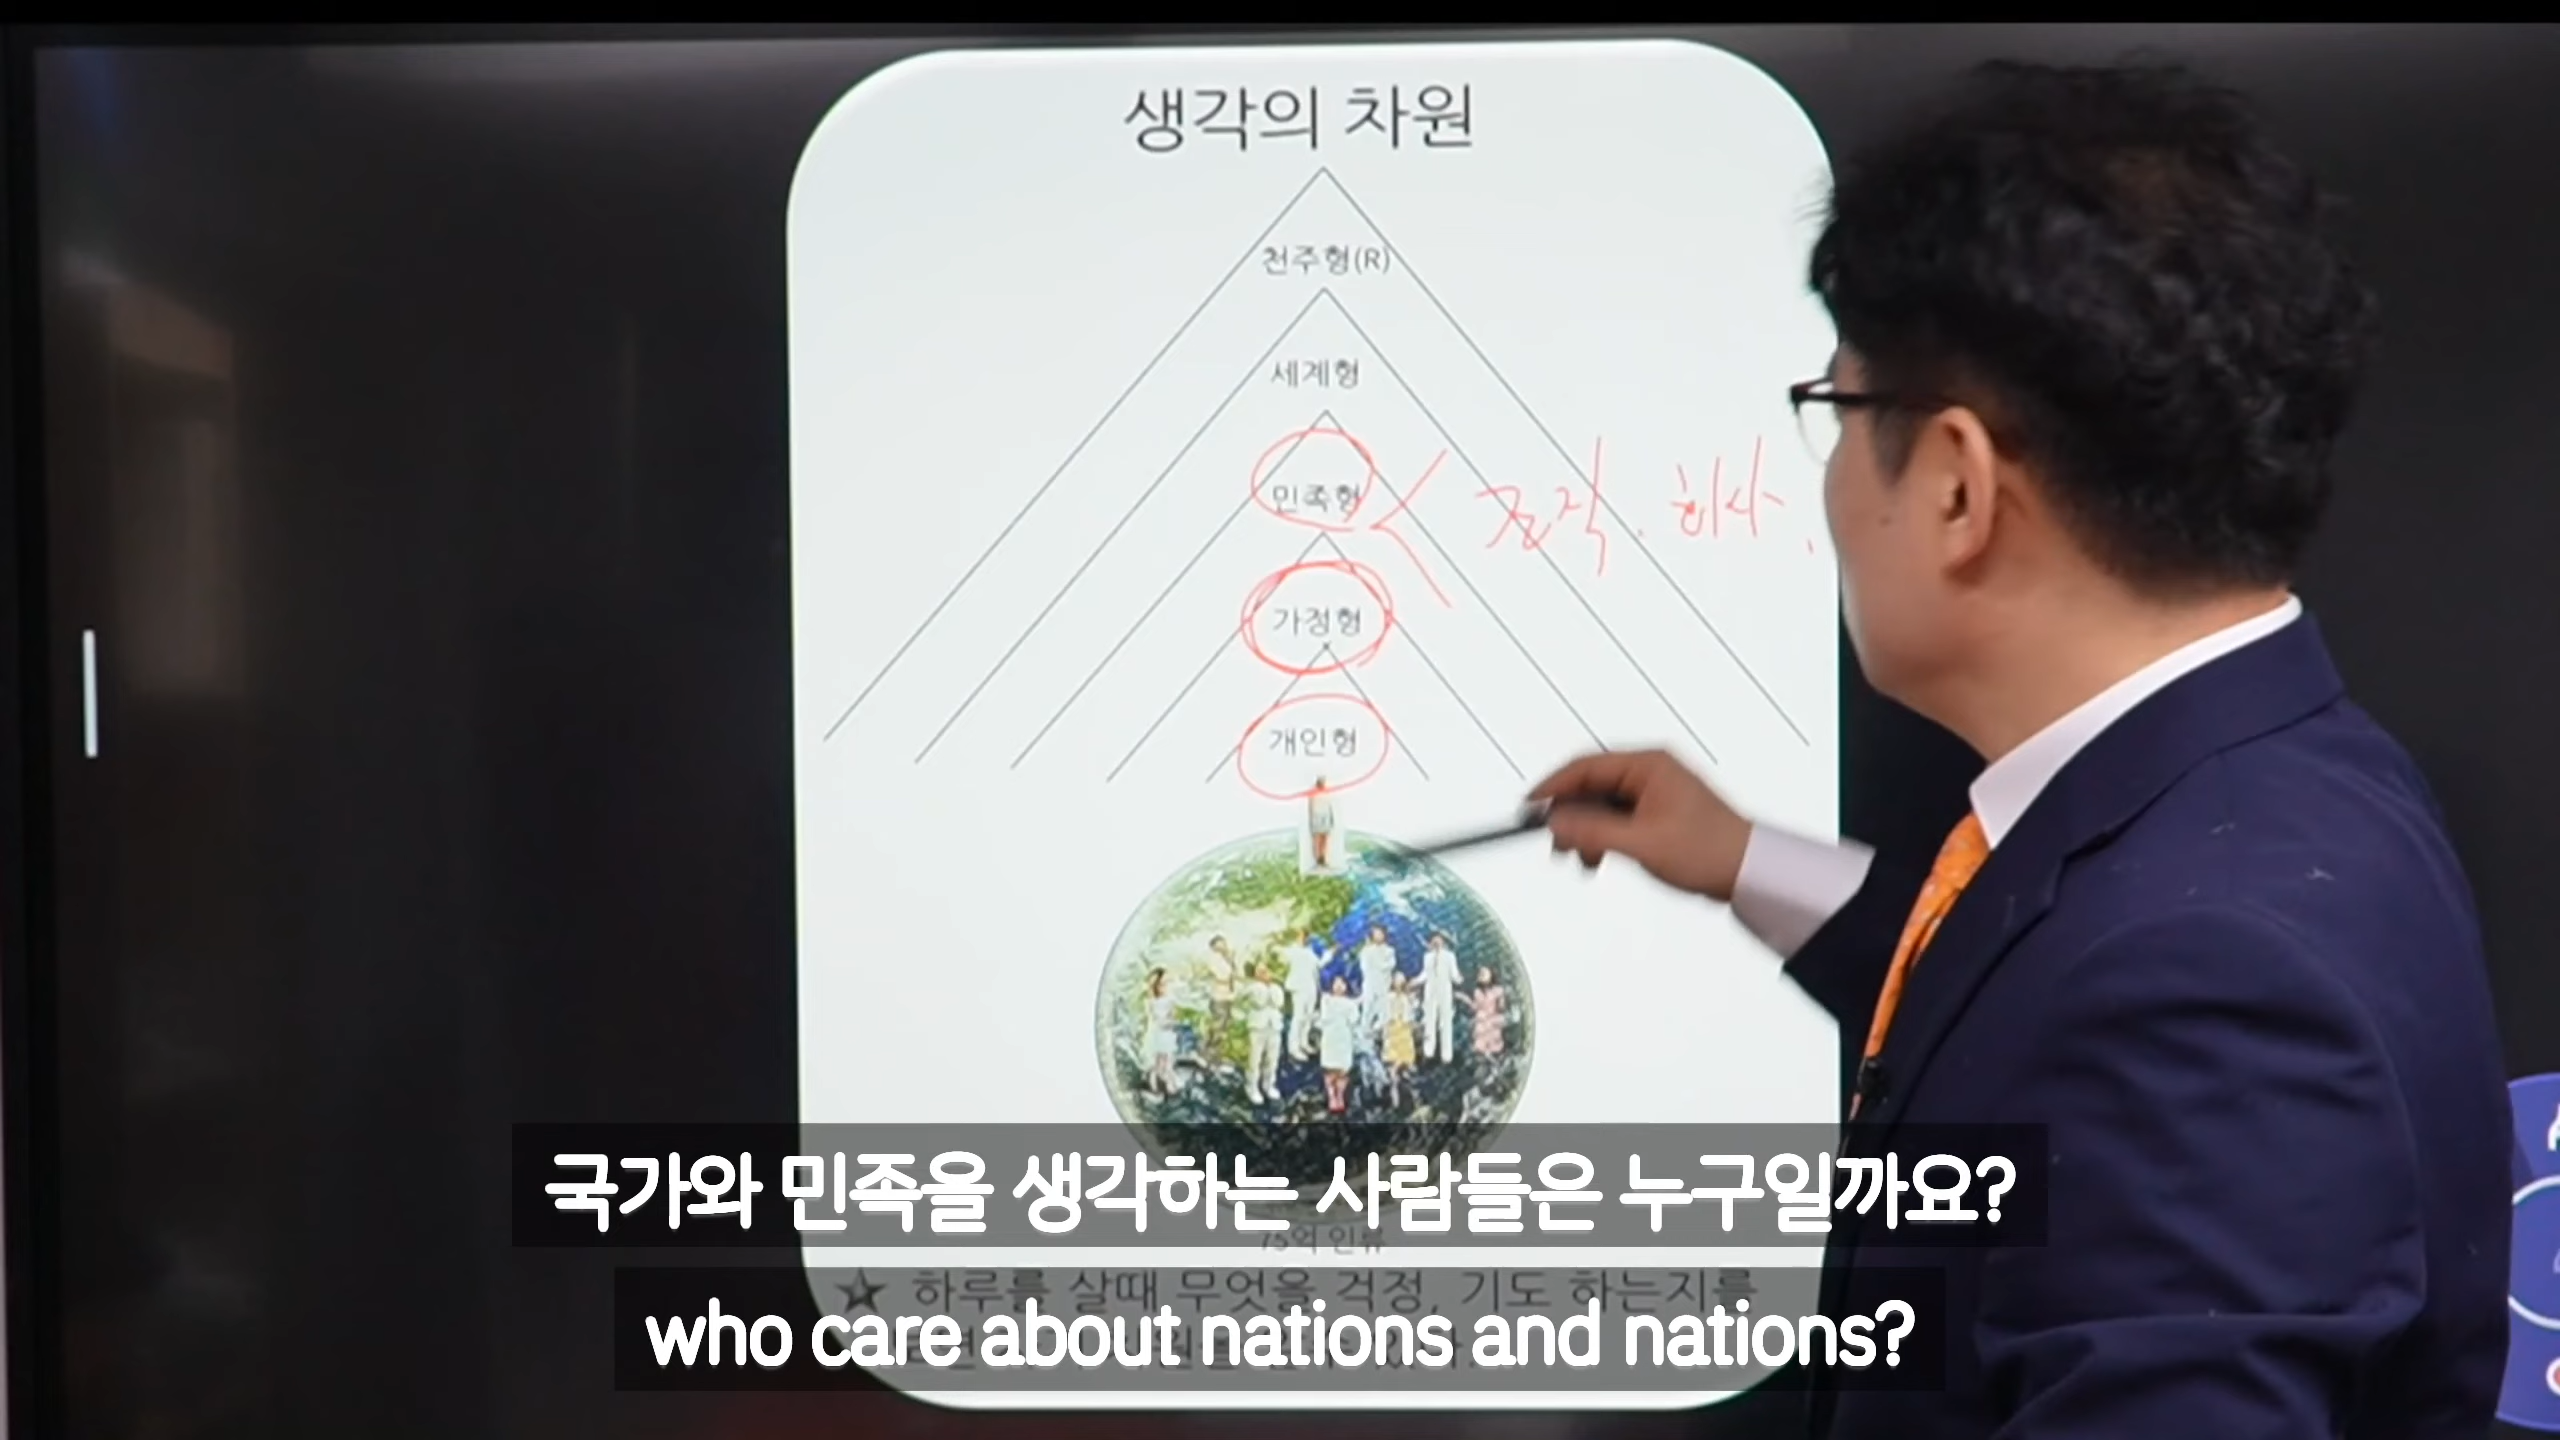 생각의 차원
천주형(R)
세계형
민족형
조직. 회사.
가정형
개인형
국가와 민족을 생각하는 사람들은 누구일까요?
75억 인류
☆ 하루를 살때 무엇을 걱정, 기도 하는지를
who care about nations and nations?